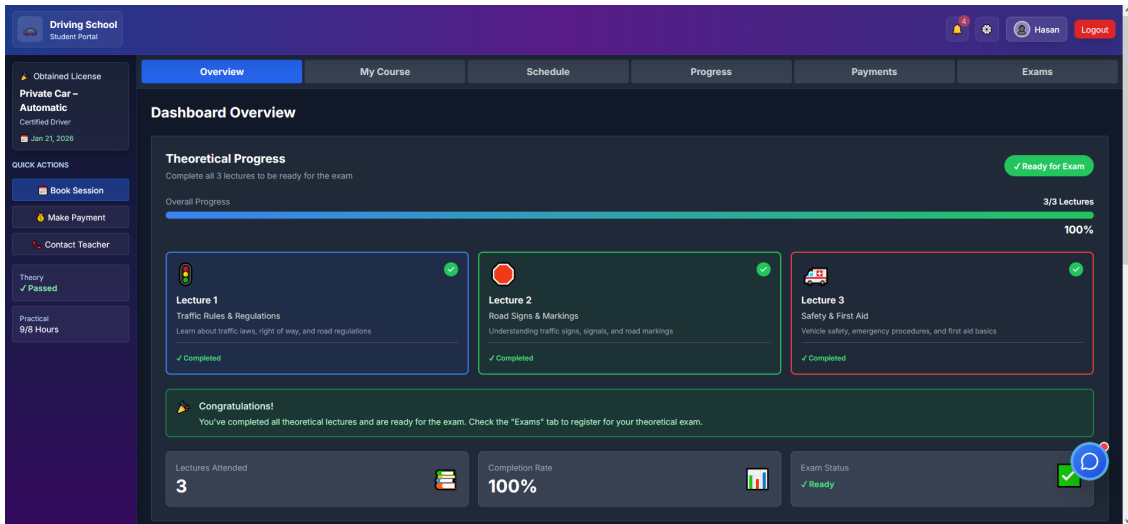 Driving School
Student Portal
4
Hasan
Logout
Obtained License
Private Car –
Automatic
Certified Driver
Jan 21, 2026
QUICK ACTIONS
Book Session
Make Payment
Contact Teacher
Theory
✓ Passed
Practical
9/8 Hours
Overview
My Course
Schedule
Progress
Payments
Exams
Dashboard Overview
Theoretical Progress
Complete all 3 lectures to be ready for the exam
✓ Ready for Exam
Overall Progress
3/3 Lectures
100%
Lecture 1
Traffic Rules & Regulations
Learn about traffic laws, right of way, and road regulations
✓ Completed
Lecture 2
Road Signs & Markings
Understanding traffic signs, signals, and road markings
✓ Completed
Lecture 3
Safety & First Aid
Vehicle safety, emergency procedures, and first aid basics
✓ Completed
Congratulations!
You've completed all theoretical lectures and are ready for the exam. Check the "Exams" tab to register for your theoretical exam.
Lectures Attended
3
Completion Rate
100%
Exam Status
✓ Ready